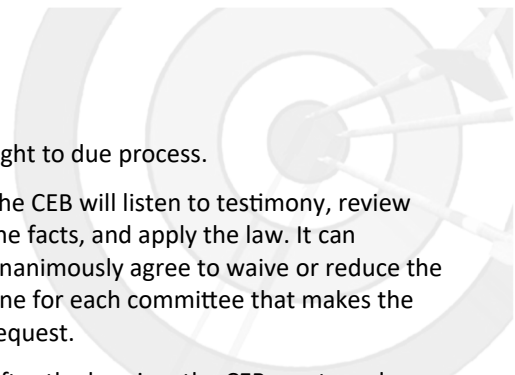 ght to due process.
he CEB will listen to testimony, review
he facts, and apply the law. It can
nanimously agree to waive or reduce the
ne for each committee that makes the
equest.